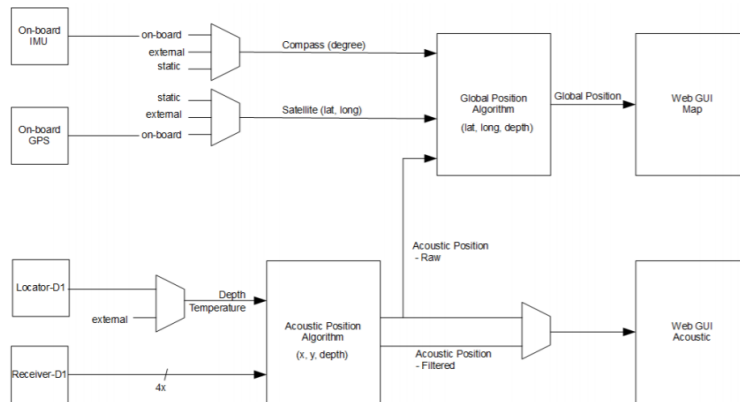 On-board
IMU
on-board
external
static
Compass (degree)
static
external
on-board
Satellite (lat, long)
On-board
GPS
Global Position
Algorithm
(lat, long, depth)
Global Position
Web GUI
Map
Acoustic Position
- Raw
Locator-D1
external
Depth
Temperature
Acoustic Position
Algorithm
(x, y, depth)
Acoustic Position
- Filtered
Web GUI
Acoustic
Receiver-D1
4x